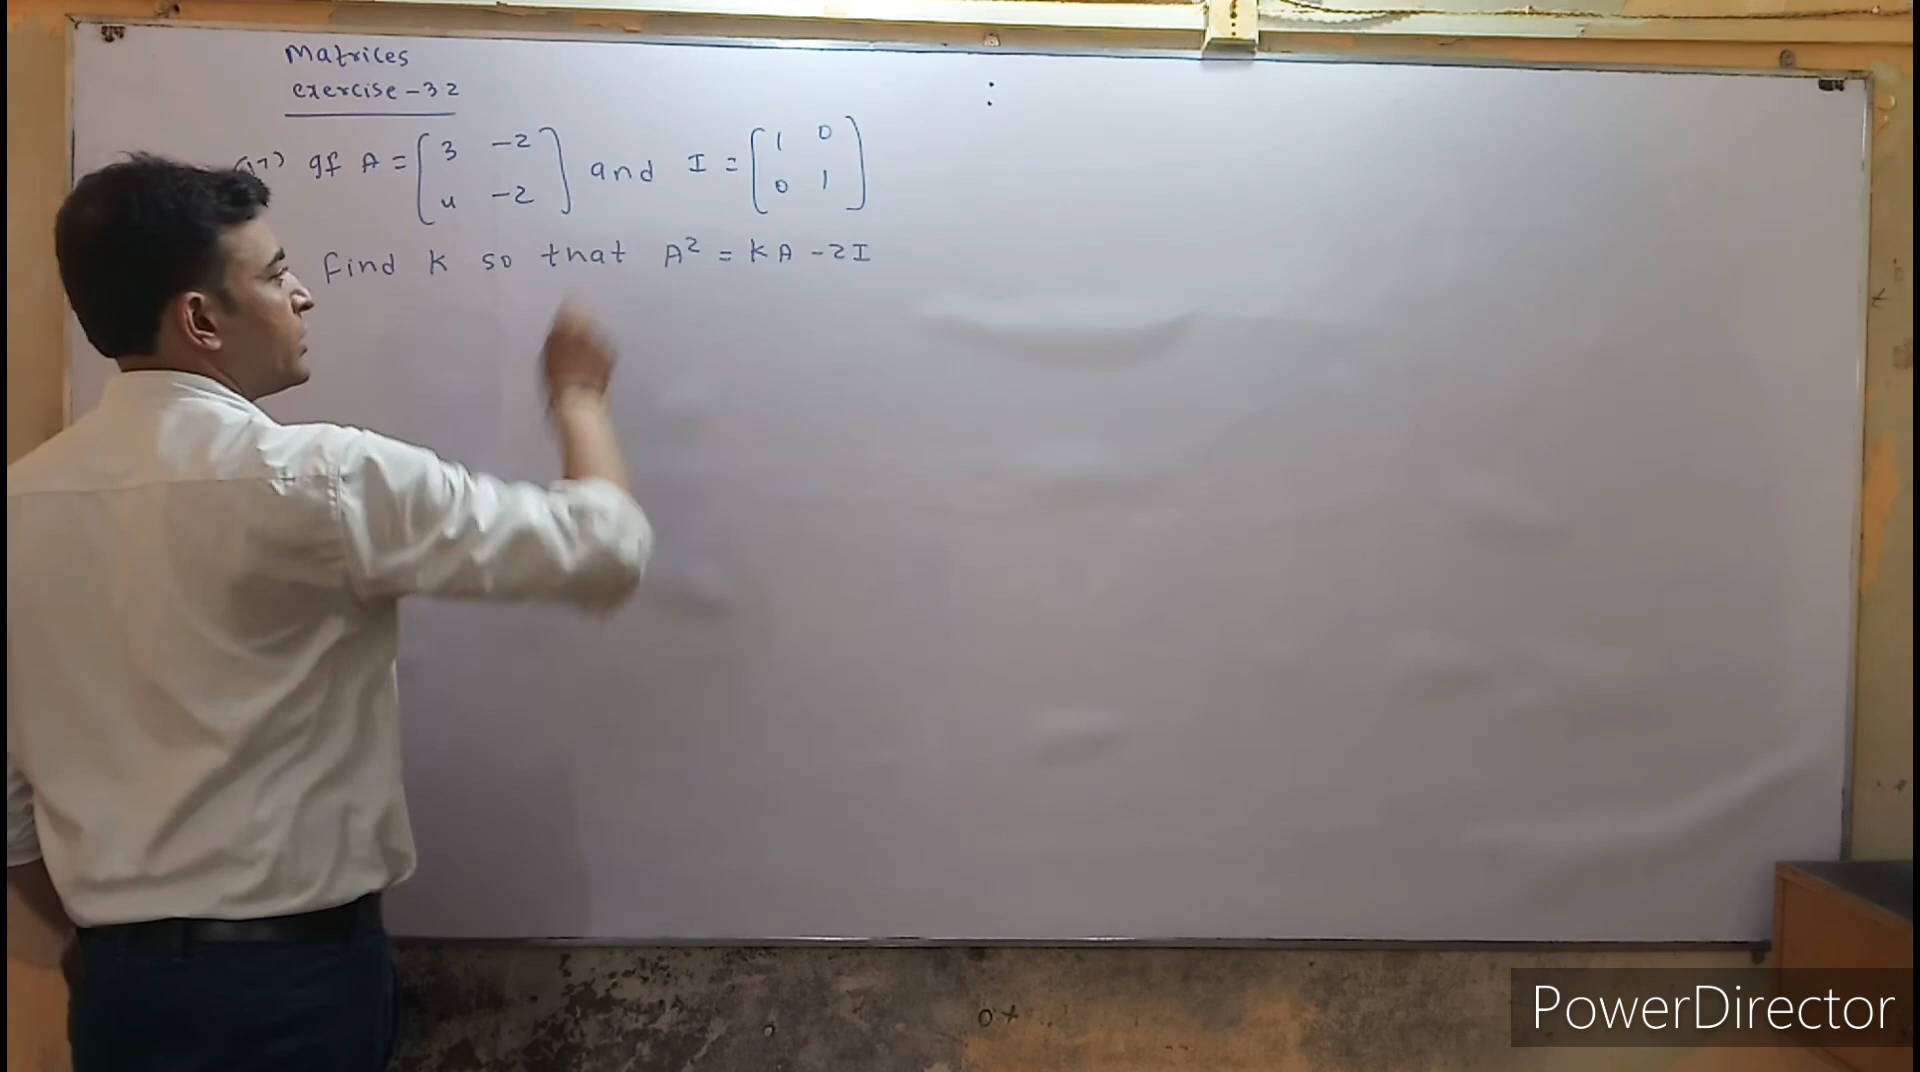 Matrices
exercise-3.2
17) If A = [3 -2
4 -2] and I = [1 0
0 1]
find k so that A² = kA - 2I
PowerDirector